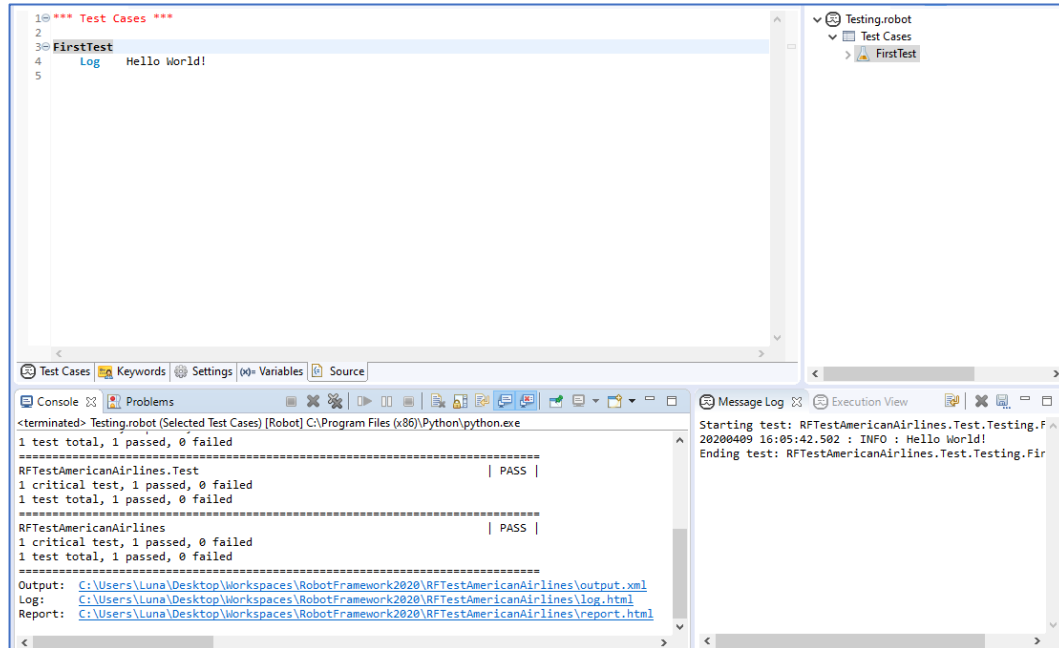 1 *** Test Cases ***
2
3 FirstTest
4 Log Hello World!
5
Testing.robot
Test Cases
FirstTest
Test Cases Keywords Settings (x)= Variables Source
Console Problems
<terminated> Testing.robot (Selected Test Cases) [Robot] C:\Program Files (x86)\Python\python.exe
1 test total, 1 passed, 0 failed
==============================================================================
RFTestAmericanAirlines.Test | PASS |
1 critical test, 1 passed, 0 failed
1 test total, 1 passed, 0 failed
==============================================================================
RFTestAmericanAirlines | PASS |
1 critical test, 1 passed, 0 failed
1 test total, 1 passed, 0 failed
==============================================================================
Output: C:\Users\Luna\Desktop\Workspaces\RobotFramework2020\RFTestAmericanAirlines\output.xml
Log: C:\Users\Luna\Desktop\Workspaces\RobotFramework2020\RFTestAmericanAirlines\log.html
Report: C:\Users\Luna\Desktop\Workspaces\RobotFramework2020\RFTestAmericanAirlines\report.html
Message Log Execution View
Starting test: RFTestAmericanAirlines.Test.Testing.F
20200409 16:05:42.502 : INFO : Hello World!
Ending test: RFTestAmericanAirlines.Test.Testing.Fir